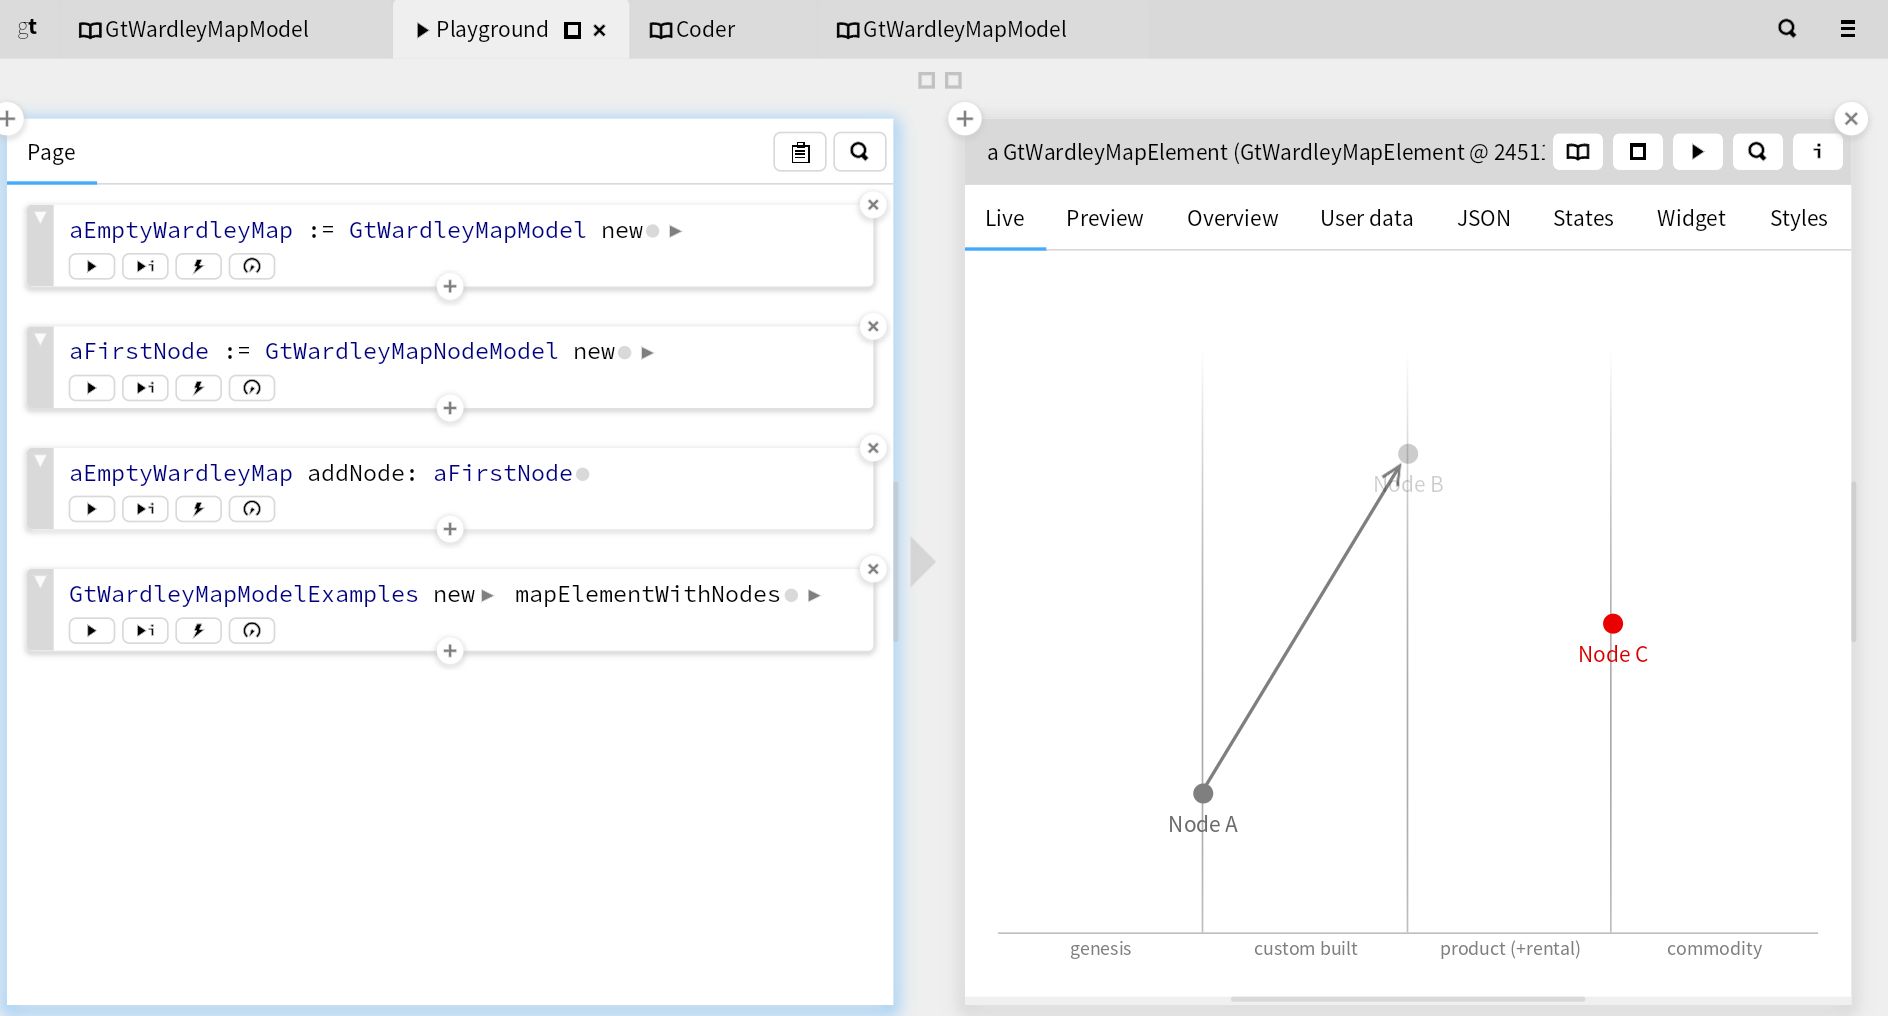 gt GtWardleyMapModel Playground Coder GtWardleyMapModel
Page
aEmptyWardleyMap := GtWardleyMapModel new
i
aFirstNode := GtWardleyMapNodeModel new
i
aEmptyWardleyMap addNode: aFirstNode
i
GtWardleyMapModelExamples new mapElementWithNodes
i
a GtWardleyMapElement (GtWardleyMapElement @ 2451
i
Live Preview Overview User data JSON States Widget Styles
Node B
Node C
Node A
genesis custom built product (+rental) commodity